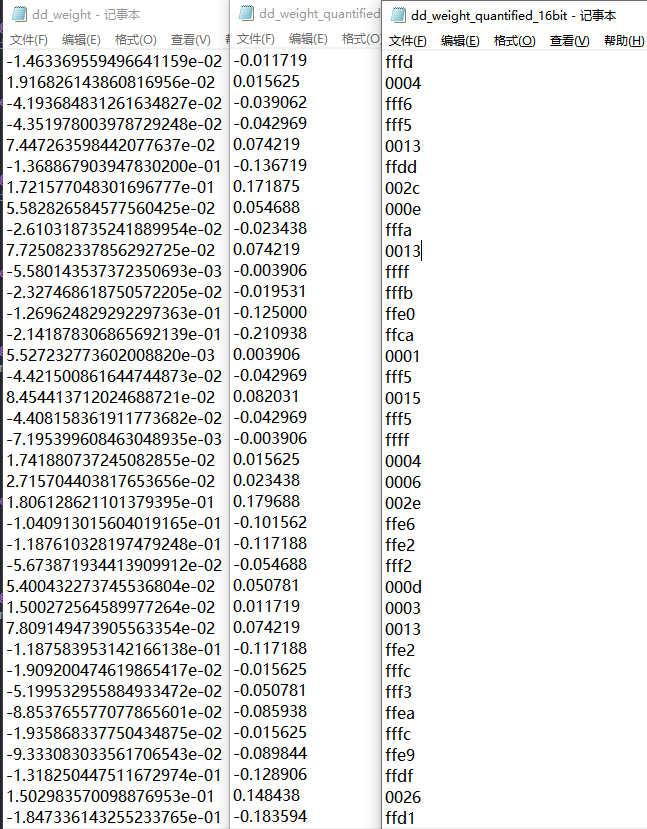 dd_weight - 记事本
文件(F) 编辑(E) 格式(O) 查看(V)
-1.463369559496641159e-02
1.916826143860816956e-02
-4.193684831261634827e-02
-4.351978003978729248e-02
7.447263598442077637e-02
-1.368867903947830200e-01
1.721577048301696777e-01
5.582826584577560425e-02
-2.610318735241889954e-02
7.725082337856292725e-02
-5.580143537372350693e-03
-2.327468618750572205e-02
-1.269624829292297363e-01
-2.141878306865692139e-01
5.527232773602008820e-03
-4.421500861644744873e-02
8.454413712024688721e-02
-4.408158361911773682e-02
-7.195399608463048935e-03
1.741880737245082855e-02
2.715704403817653656e-02
1.806128621101379395e-01
-1.040913015604019165e-01
-1.187610328197479248e-01
-5.673871934413909912e-02
5.400432273745536804e-02
1.500272564589977264e-02
7.809149473905563354e-02
-1.187583953142166138e-01
-1.909200474619865417e-02
-5.199532955884933472e-02
-8.853765577077865601e-02
-1.935868337750434875e-02
-9.333083033561706543e-02
-1.318250447511672974e-01
1.502983570098876953e-01
-1.847336143255233765e-01
dd_weight_quantified
文件(F) 编辑(E) 格式(O)
-0.011719
0.015625
-0.039062
-0.042969
0.074219
-0.136719
0.171875
0.054688
-0.023438
0.074219
-0.003906
-0.019531
-0.125000
-0.210938
0.003906
-0.042969
0.082031
-0.042969
-0.003906
0.015625
0.023438
0.179688
-0.101562
-0.117188
-0.054688
0.050781
0.011719
0.074219
-0.117188
-0.015625
-0.050781
-0.085938
-0.015625
-0.089844
-0.128906
0.148438
-0.183594
dd_weight_quantified_16bit - 记事本
文件(F) 编辑(E) 格式(O) 查看(V) 帮助(H)
fffd
0004
fff6
fff5
0013
ffdd
002c
000e
fffa
0013
ffff
fffb
ffe0
ffca
0001
fff5
0015
fff5
ffff
0004
0006
002e
ffe6
ffe2
fff2
000d
0003
0013
ffe2
fffc
fff3
ffea
fffc
ffe9
ffdf
0026
ffd1